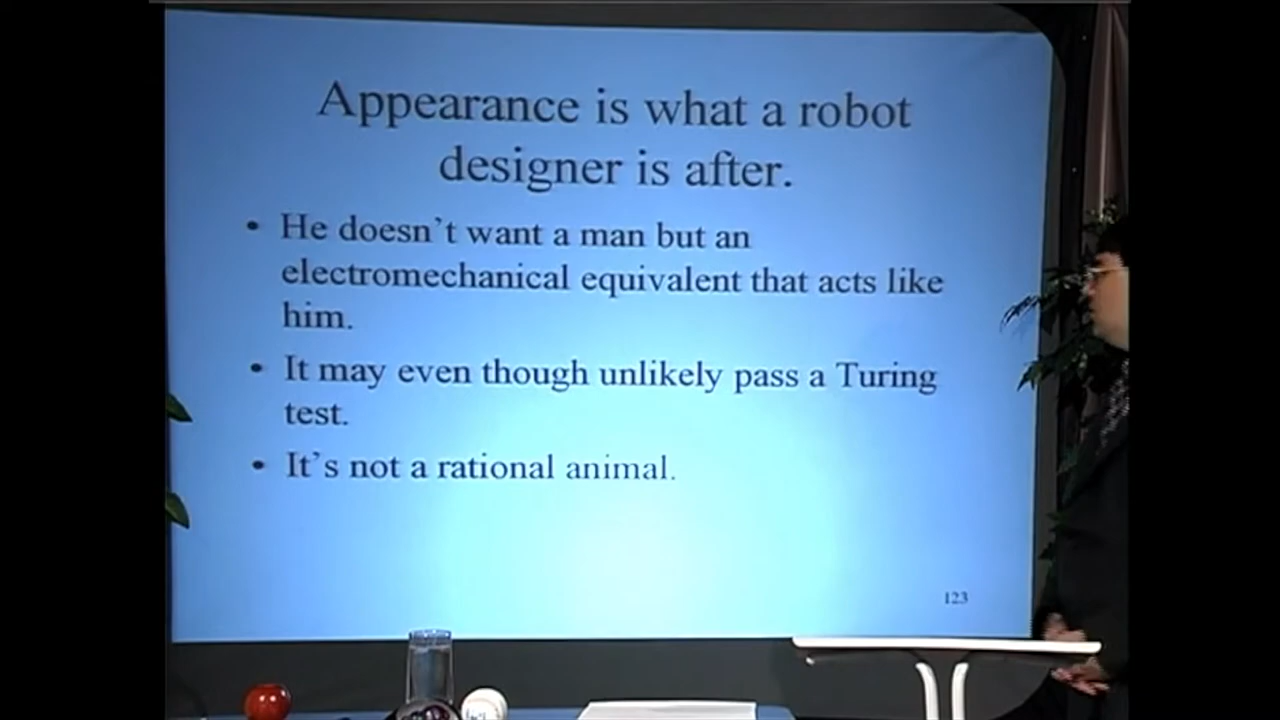 Appearance is what a robot
designer is after.
• He doesn't want a man but an
electromechanical equivalent that acts like
him.
• It may even though unlikely pass a Turing
test.
• It's not a rational animal.
123